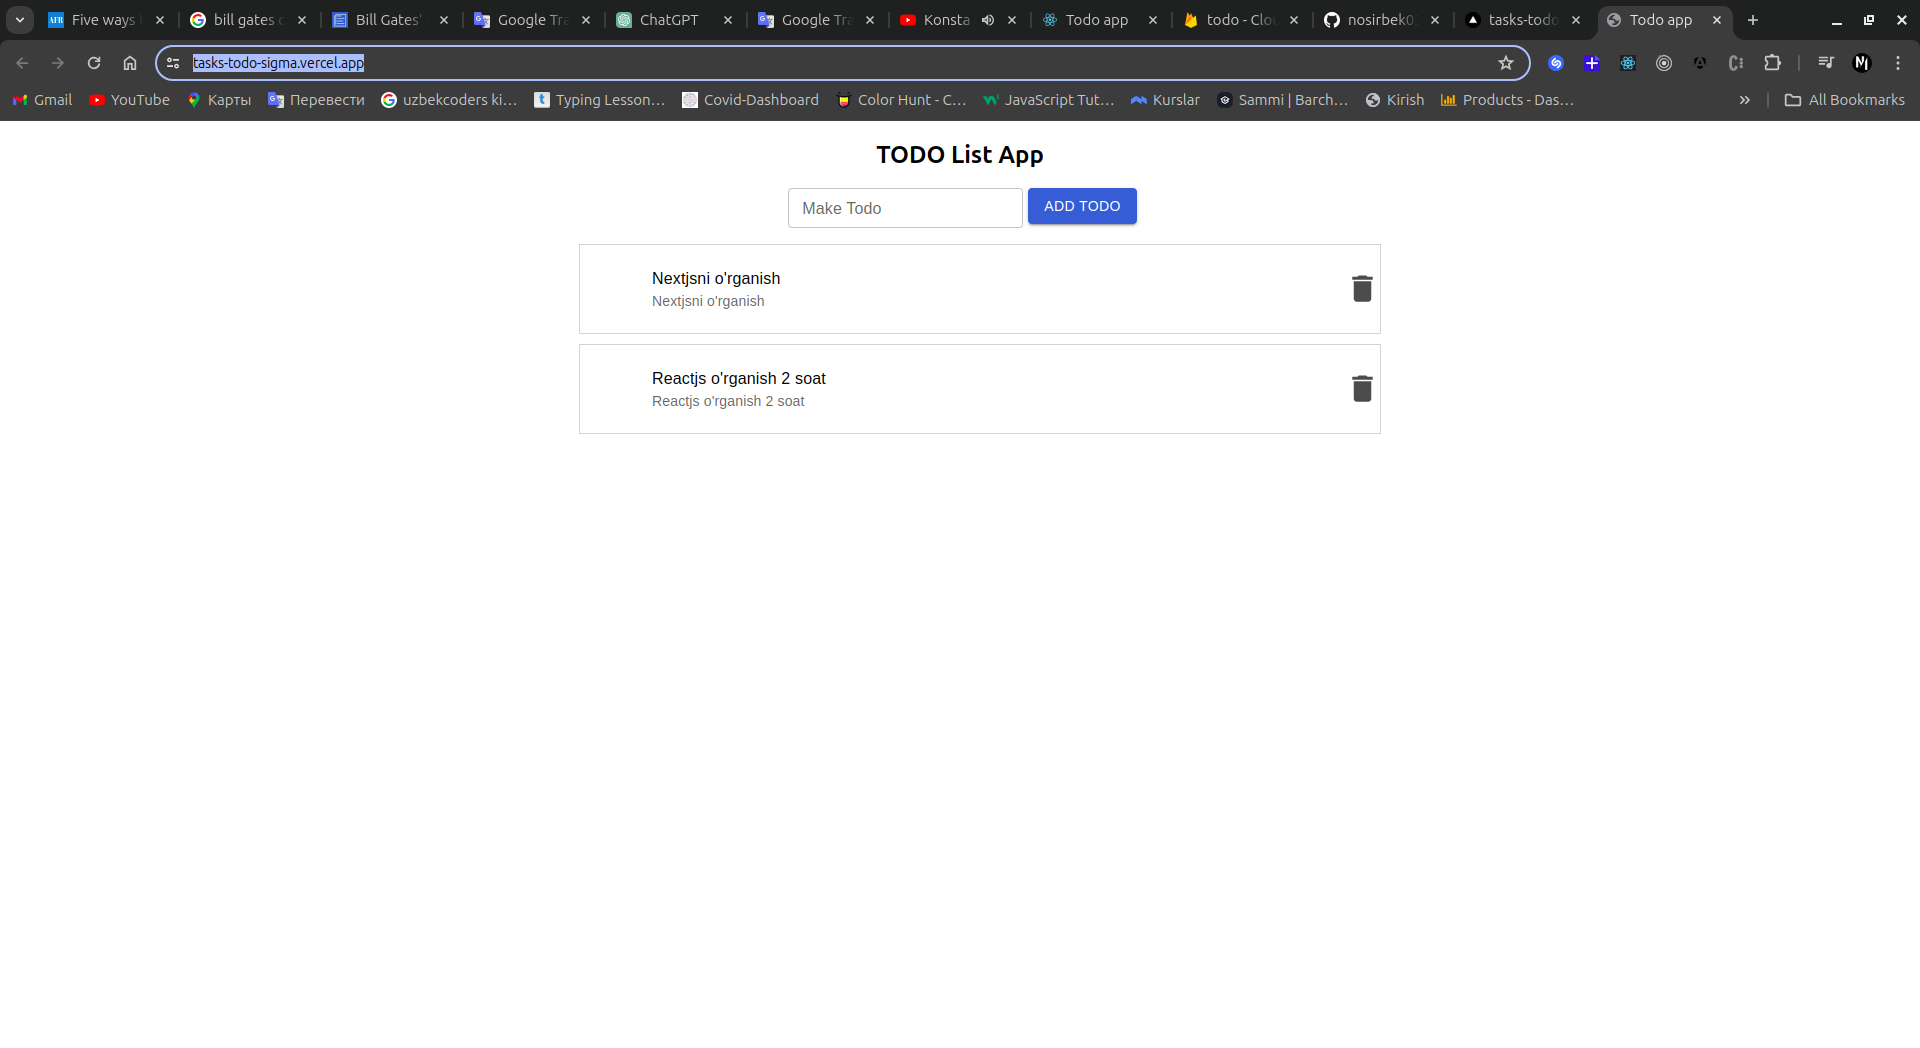 Five ways
bill gates
Bill Gates'
Google Tra
ChatGPT
Google Tra
Konsta
Todo app
todo - Clou
nosirbek0
tasks-todo
Todo app
tasks-todo-sigma.vercel.app
Gmail
YouTube
Карты
Перевести
uzbekcoders ki...
Typing Lesson...
Covid-Dashboard
Color Hunt - C...
JavaScript Tut...
Kurslar
Sammi | Barch...
Kirish
Products - Das...
All Bookmarks
TODO List App
Make Todo
ADD TODO
Nextjsni o'rganish
Nextjsni o'rganish
Reactjs o'rganish 2 soat
Reactjs o'rganish 2 soat